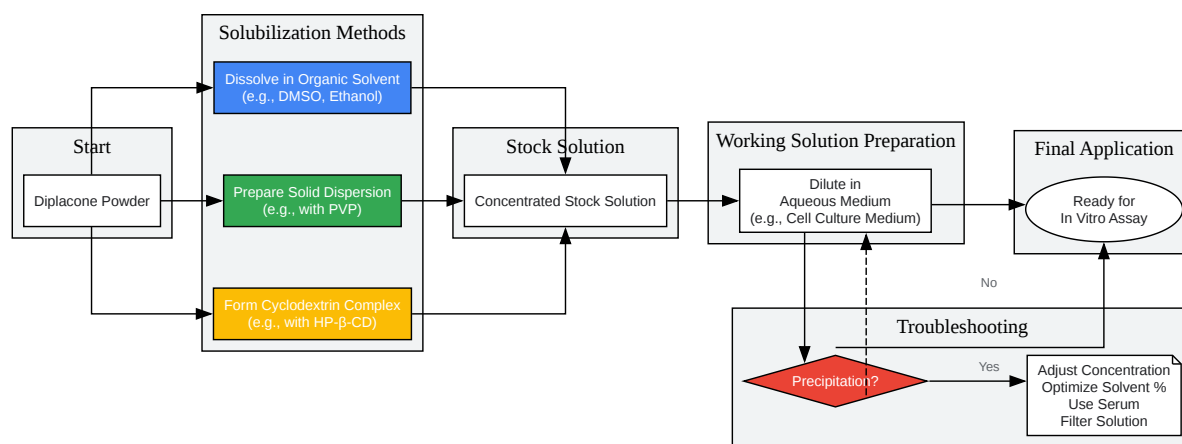 Start
Diplacone Powder
Solubilization Methods
Dissolve in Organic Solvent
(e.g., DMSO, Ethanol)
Prepare Solid Dispersion
(e.g., with PVP)
Form Cyclodextrin Complex
(e.g., with HP-β-CD)
Stock Solution
Concentrated Stock Solution
Working Solution Preparation
Dilute in
Aqueous Medium
(e.g., Cell Culture Medium)
Final Application
Ready for
In Vitro Assay
No
Troubleshooting
Precipitation?
Yes
Adjust Concentration
Optimize Solvent %
Use Serum
Filter Solution